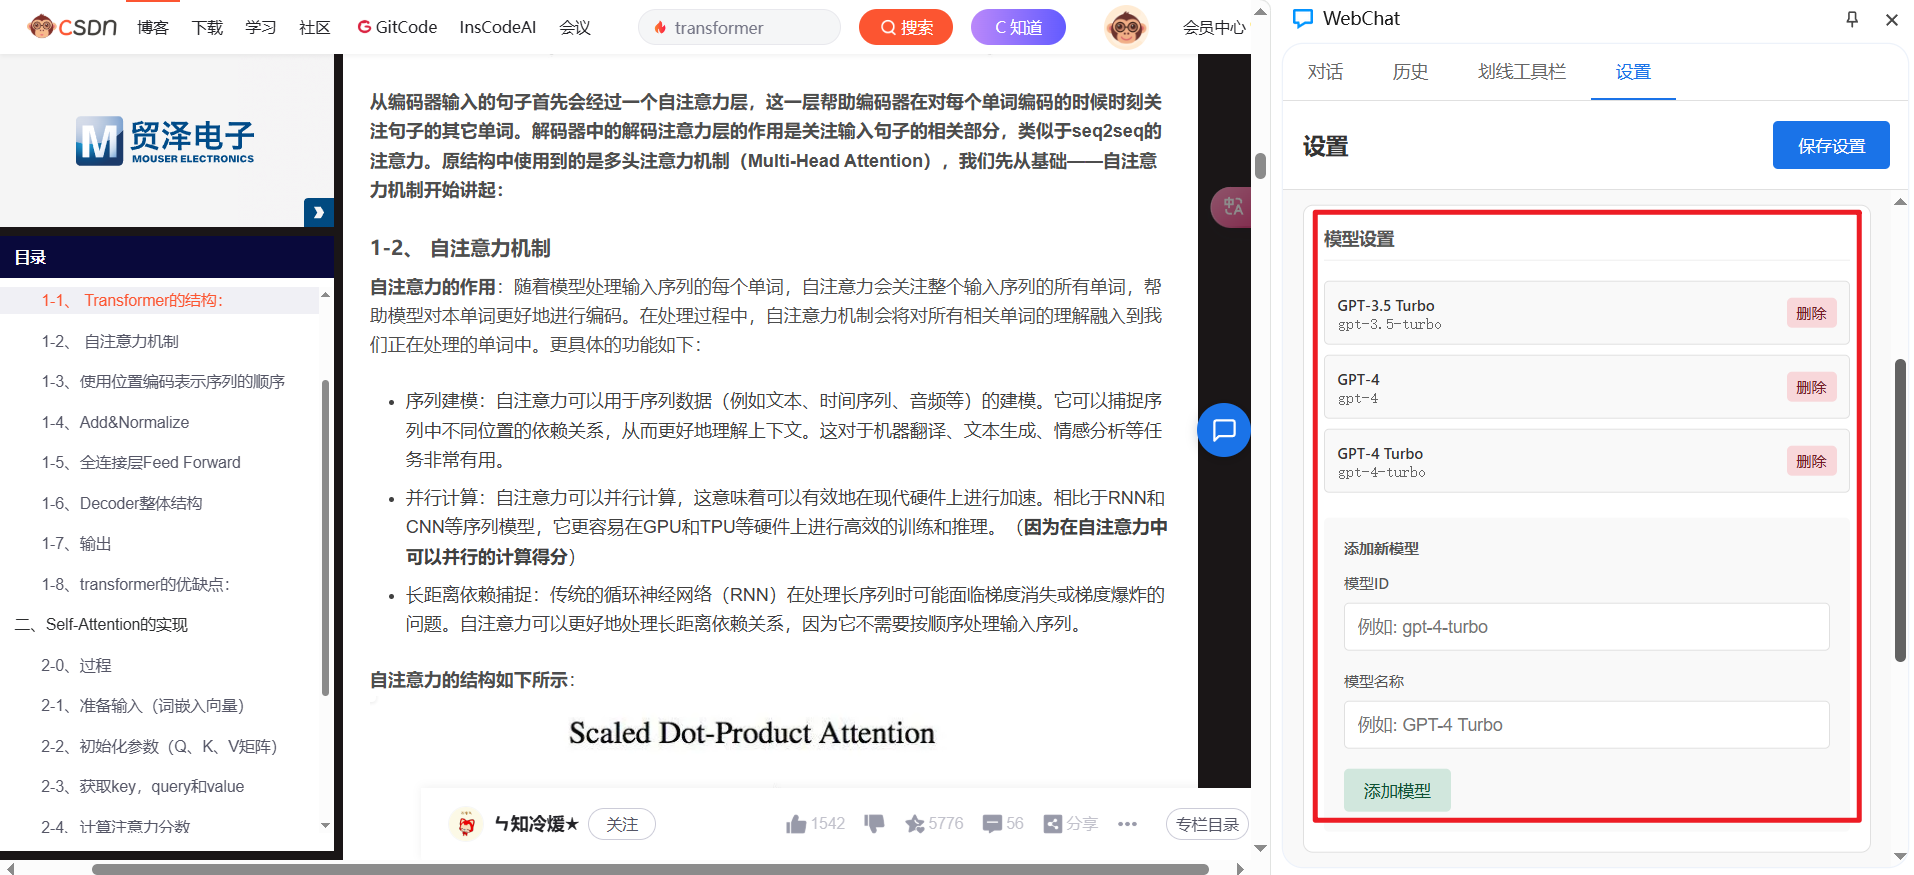 CSDN 博客 下载 学习 社区 GitCode InsCodeAI 会议 transformer 搜索 C 知道 会员中心
贸泽电子
MOUSER ELECTRONICS
目录
1-1、 Transformer的结构:
1-2、 自注意力机制
1-3、使用位置编码表示序列的顺序
1-4、Add&Normalize
1-5、全连接层Feed Forward
1-6、Decoder整体结构
1-7、输出
1-8、transformer的优缺点:
二、Self-Attention的实现
2-0、过程
2-1、准备输入（词嵌入向量）
2-2、初始化参数（Q、K、V矩阵）
2-3、获取key，query和value
2-4、计算注意力分数
从编码器输入的句子首先会经过一个自注意力层，这一层帮助编码器在对每个单词编码的时候时刻关
注句子的其它单词。解码器中的解码注意力层的作用是关注输入句子的相关部分，类似于seq2seq的
注意力。原结构中使用到的是多头注意力机制（Multi-Head Attention），我们先从基础——自注意
力机制开始讲起：
1-2、 自注意力机制
自注意力的作用：随着模型处理输入序列的每个单词，自注意力会关注整个输入序列的所有单词，帮
助模型对本单词更好地进行编码。在处理过程中，自注意力机制会将对所有相关单词的理解融入到我
们正在处理的单词中。更具体的功能如下：
• 序列建模：自注意力可以用于序列数据（例如文本、时间序列、音频等）的建模。它可以捕捉序
列中不同位置的依赖关系，从而更好地理解上下文。这对于机器翻译、文本生成、情感分析等任
务非常有用。
• 并行计算：自注意力可以并行计算，这意味着可以有效地在现代硬件上进行加速。相比于RNN和
CNN等序列模型，它更容易在GPU和TPU等硬件上进行高效的训练和推理。（因为在自注意力中
可以并行的计算得分）
• 长距离依赖捕捉：传统的循环神经网络（RNN）在处理长序列时可能面临梯度消失或梯度爆炸的
问题。自注意力可以更好地处理长距离依赖关系，因为它不需要按顺序处理输入序列。
自注意力的结构如下所示：
Scaled Dot-Product Attention
ㄣ知冷煖★ 关注 1542 5776 56 分享 专栏目录
WebChat
对话 历史 划线工具栏 设置
设置 保存设置
模型设置
GPT-3.5 Turbo
gpt-3.5-turbo
删除
GPT-4
gpt-4
删除
GPT-4 Turbo
gpt-4-turbo
删除
添加新模型
模型ID
例如: gpt-4-turbo
模型名称
例如: GPT-4 Turbo
添加模型